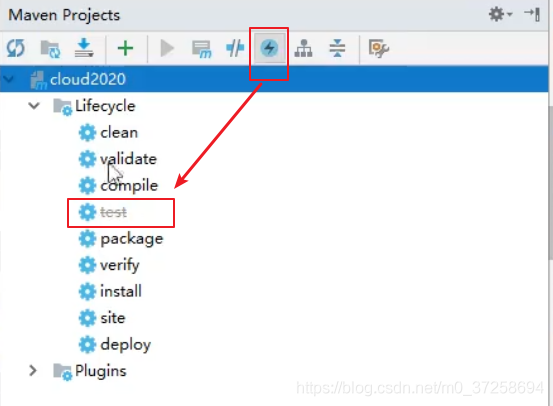 Maven Projects
cloud2020
Lifecycle
clean
validate
compile
test
package
verify
install
site
deploy
Plugins
https://blog.csdn.net/m0_37258694